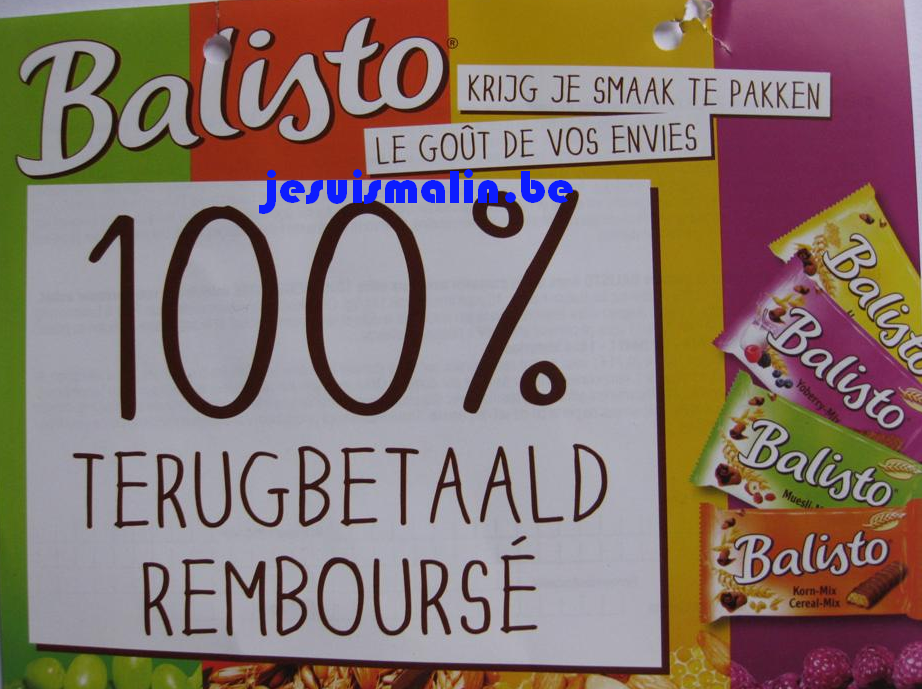 Balisto®
KRIJG JE SMAAK TE PAKKEN
LE GOÛT DE VOS ENVIES
jesuismalin.be
100%
TERUGBETAALD
REMBOURSÉ
Balisto
Balisto
Yoberry-Mix
Balisto
Muesli-
Balisto
Korn-Mix
Cereal-Mix